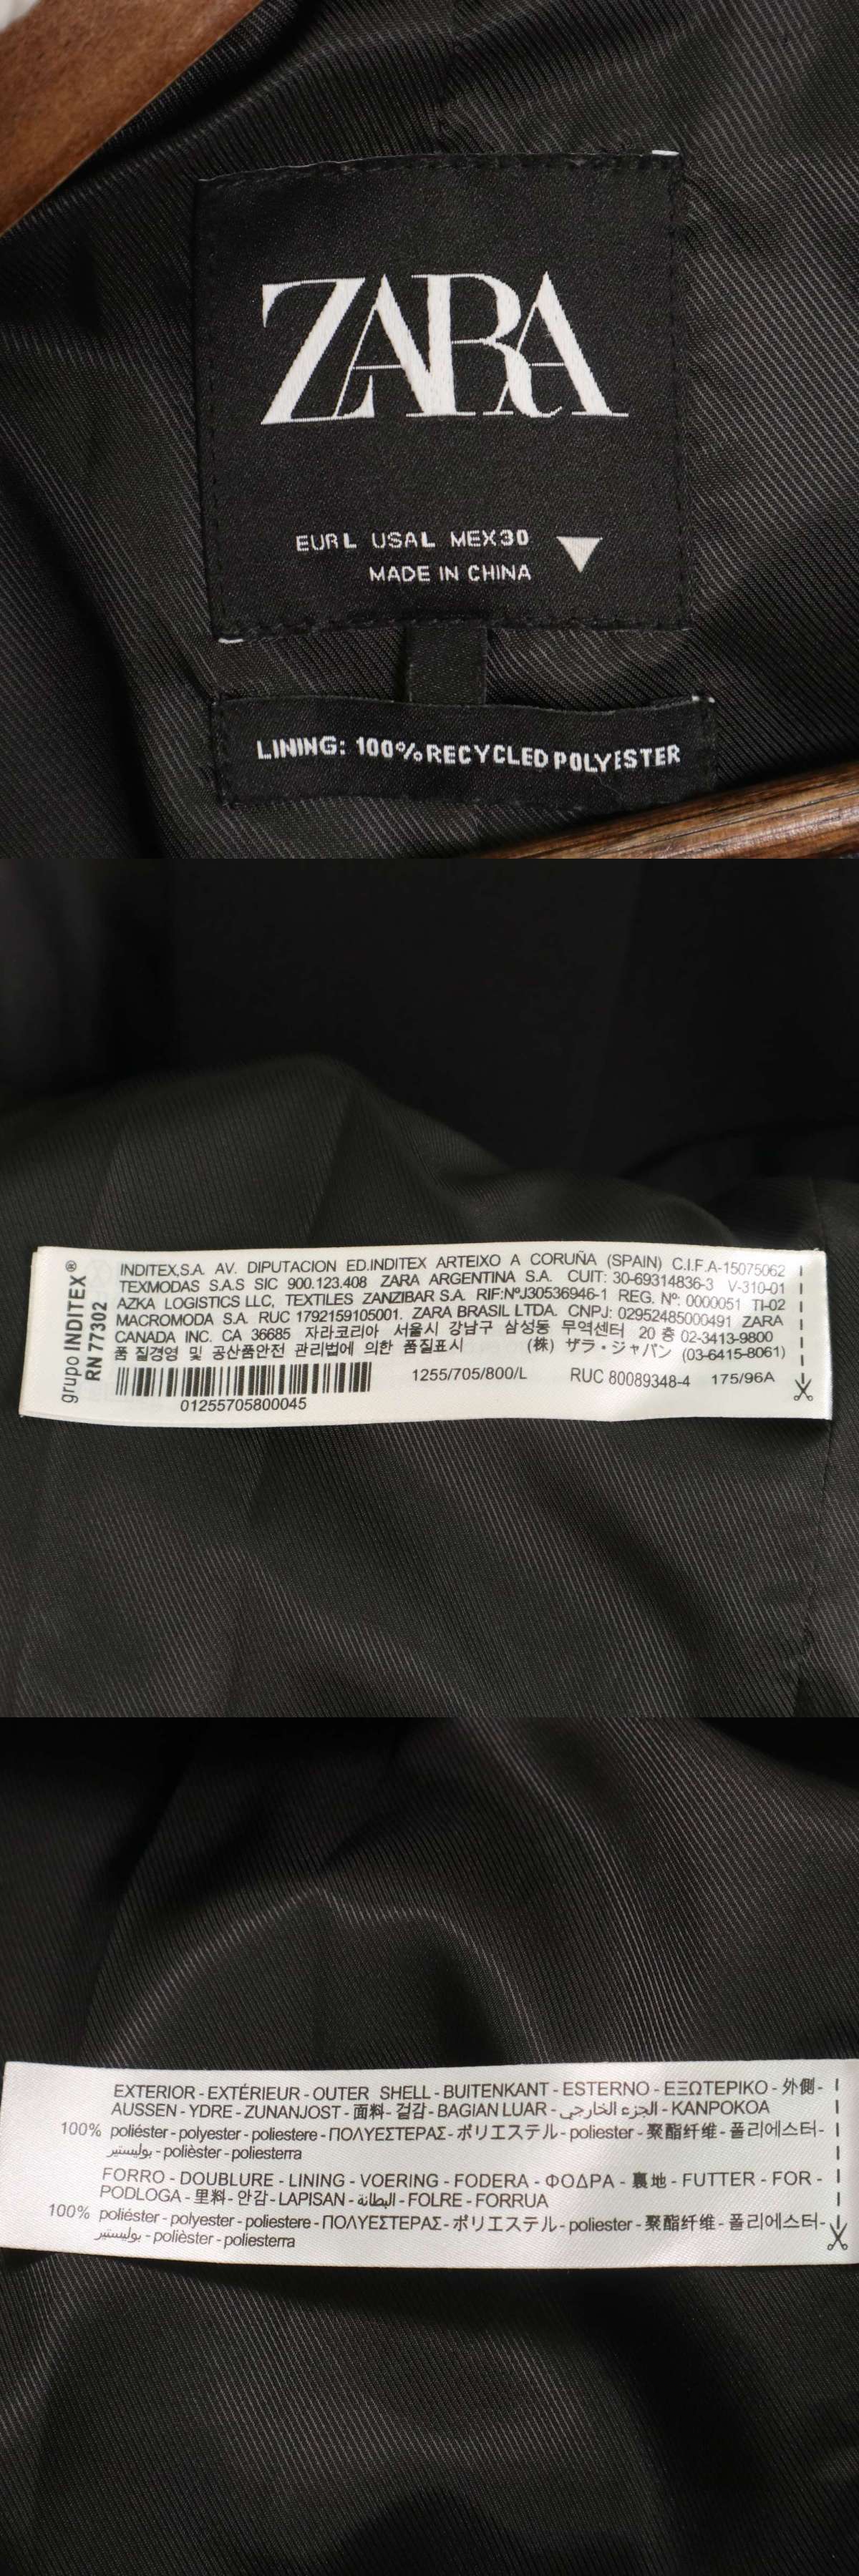 ZARA
EUR L USA L MEX 30
MADE IN CHINA
LINING: 100% RECYCLED POLYESTER
grupo INDITEX®
RN 77302
INDITEX,S.A. AV. DIPUTACION ED.INDITEX ARTEIXO A CORUÑA (SPAIN) C.I.F.A-15075062
TEXMODAS S.A.S SIC 900.123.408 ZARA ARGENTINA S.A. CUIT: 30-69314836-3 V-310-01
AZKA LOGISTICS LLC, TEXTILES ZANZIBAR S.A. RIF:NºJ30536946-1 REG. Nº: 0000051 TI-02
MACROMODA S.A. RUC 1792159105001. ZARA BRASIL LTDA. CNPJ: 02952485000491 ZARA
CANADA INC. CA 36685 자라코리아 서울시 강남구 삼성동 무역센터 20 층 02-3413-9800
품 질경영 및 공산품안전 관리법에 의한 품질표시 (株) ザラ・ジャパン (03-6415-8061)
1255/705/800/L RUC 80089348-4 175/96A
01255705800045
EXTERIOR - EXTÉRIEUR - OUTER SHELL - BUITENKANT - ESTERNO - ΕΞΩΤΕΡΙΚΟ - 外側 -
AUSSEN - YDRE - ZUNANJOST - 面料 - 겉감 - BAGIAN LUAR - الجزء الخارجي - KANPOKOA
100% poliéster - polyester - poliestere - ΠΟΛΥΕΣΤΕΡΑΣ - ポリエステル - poliester - 聚酯纤维 - 폴리에스터 -
بوليستير - polièster - poliesterra
FORRO - DOUBLURE - LINING - VOERING - FODERA - ΦΟΔΡΑ - 裏地 - FUTTER - FOR -
PODLOGA - 里料 - 안감 - LAPISAN - البطانة - FOLRE - FORRUA
100% poliéster - polyester - poliestere - ΠΟΛΥΕΣΤΕΡΑΣ - ポリエステル - poliester - 聚酯纤维 - 폴리에스터 -
بوليستير - polièster - poliesterra